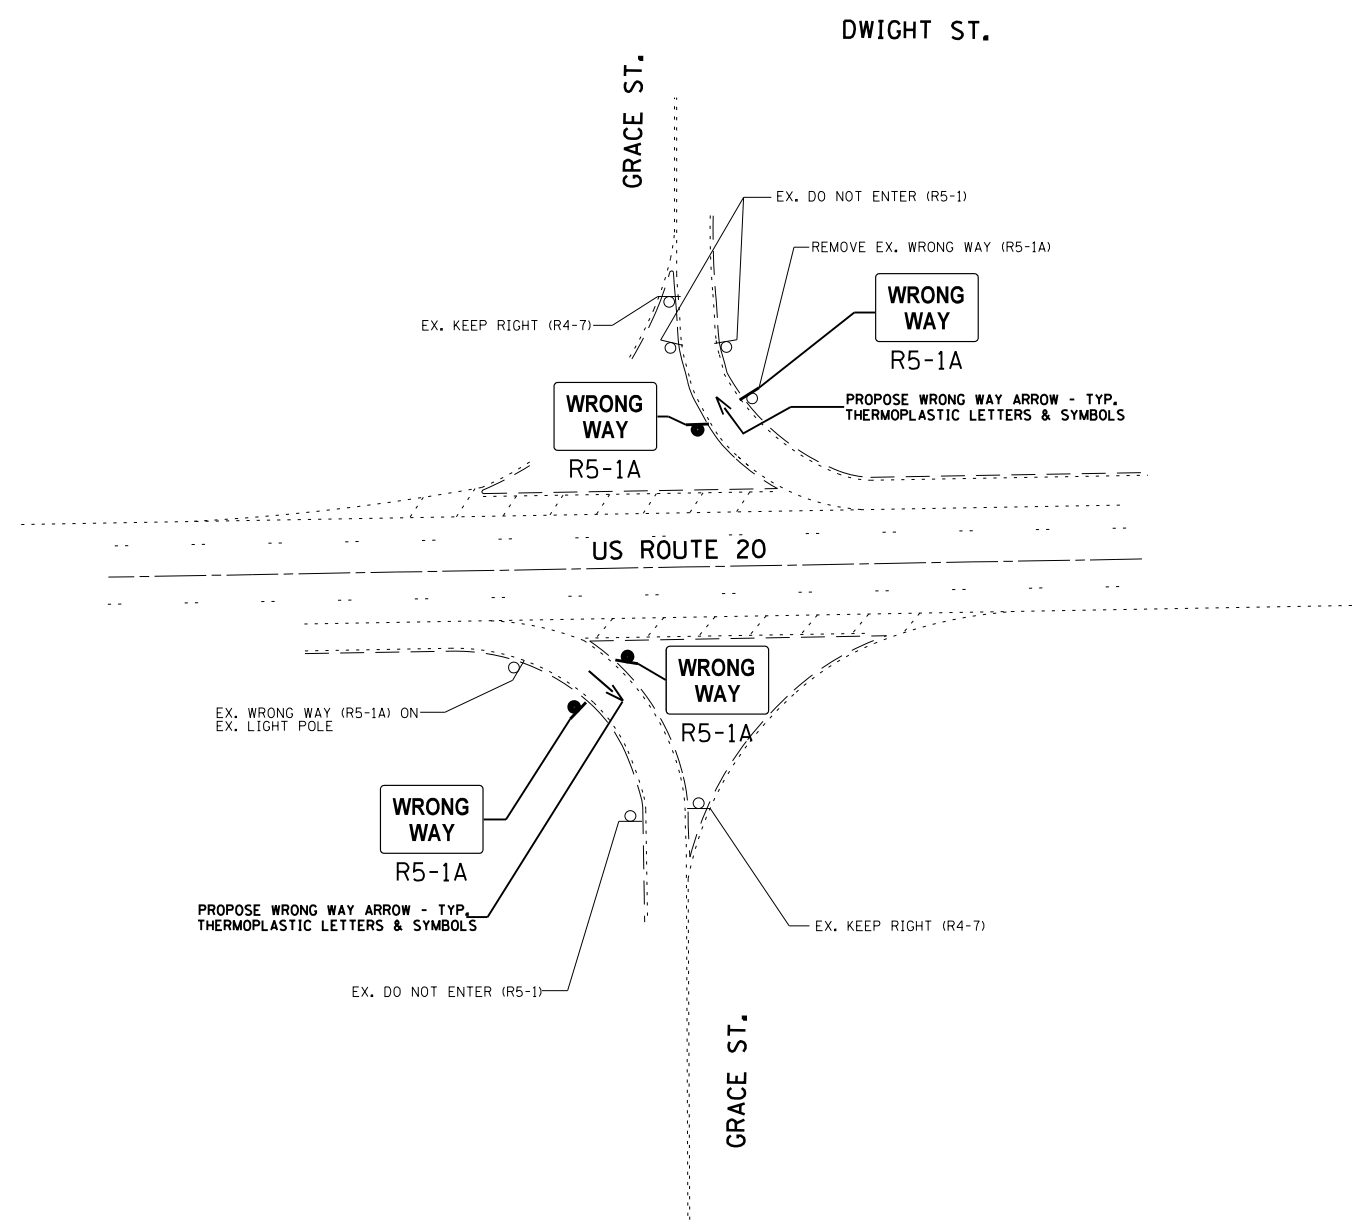 DWIGHT ST.
GRACE ST.
EX. DO NOT ENTER (R5-1)
REMOVE EX. WRONG WAY (R5-1A)
WRONG
WAY
R5-1A
EX. KEEP RIGHT (R4-7)
PROPOSE WRONG WAY ARROW - TYP.
THERMOPLASTIC LETTERS & SYMBOLS
WRONG
WAY
R5-1A
US ROUTE 20
WRONG
WAY
R5-1A
EX. WRONG WAY (R5-1A) ON
EX. LIGHT POLE
WRONG
WAY
R5-1A
PROPOSE WRONG WAY ARROW - TYP.
THERMOPLASTIC LETTERS & SYMBOLS
EX. KEEP RIGHT (R4-7)
EX. DO NOT ENTER (R5-1)
GRACE ST.